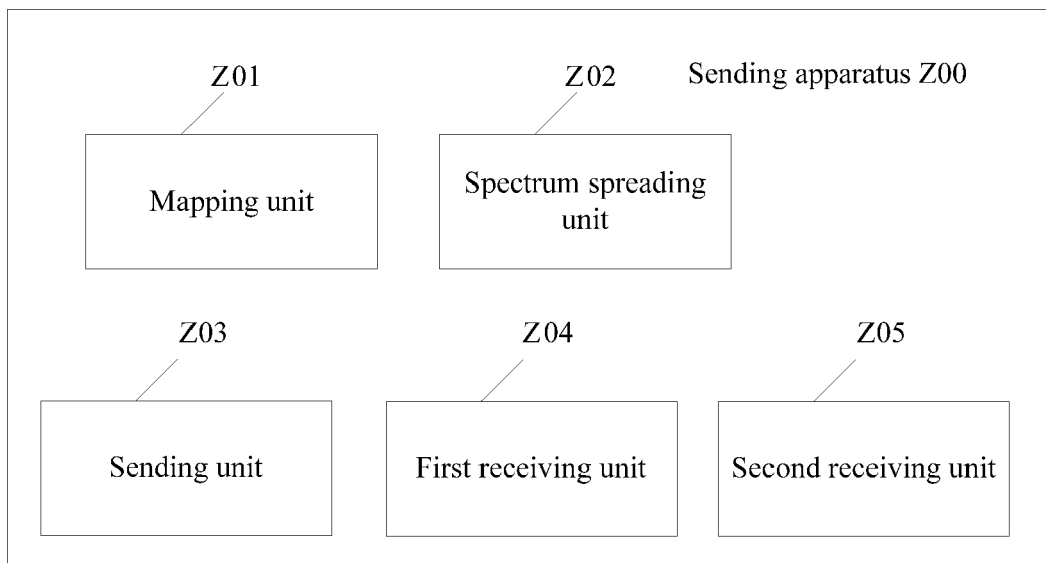 Z01
Z02
Sending apparatus Z00
Mapping unit
Spectrum spreading
unit
Z03
Z04
Z05
Sending unit
First receiving unit
Second receiving unit